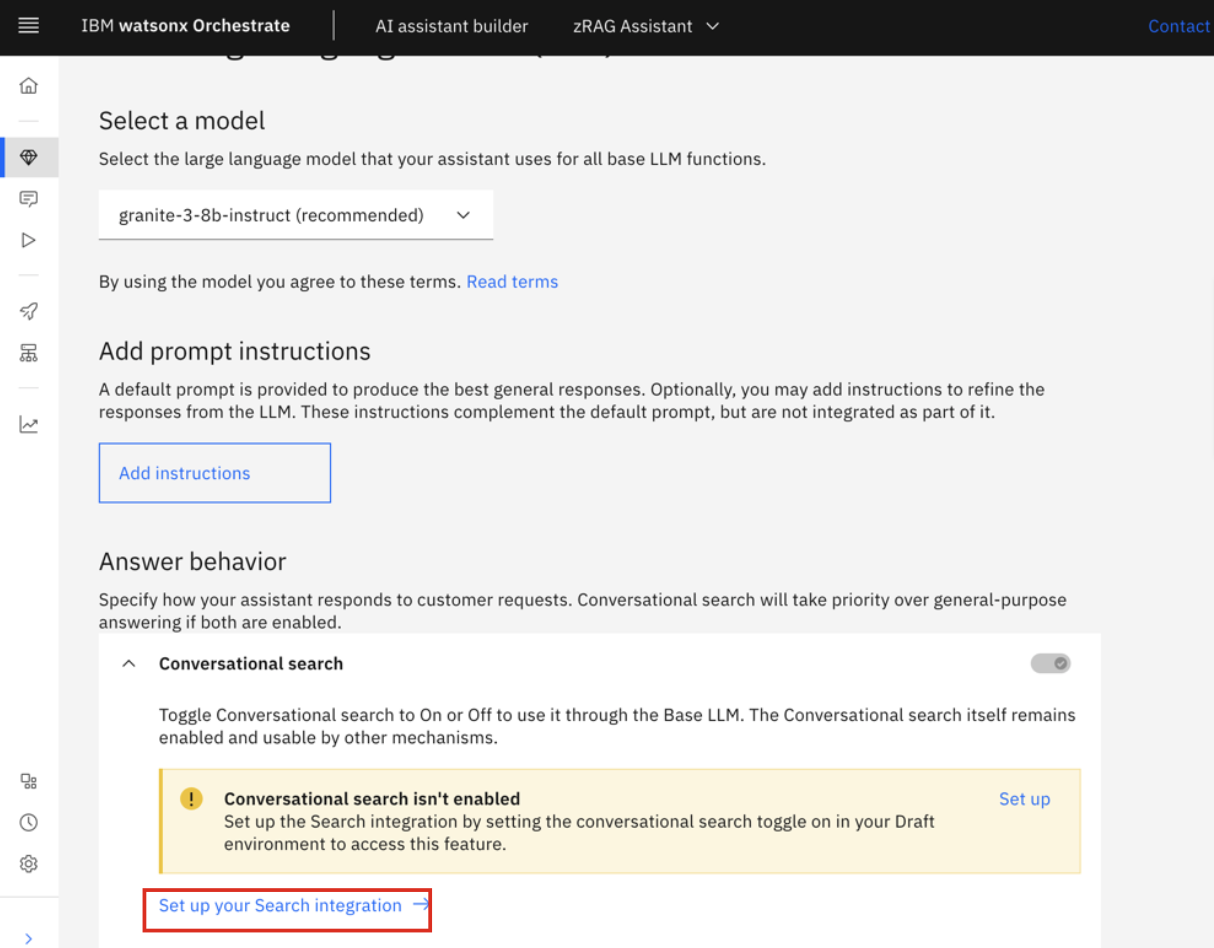 IBM watsonx Orchestrate
AI assistant builder
zRAG Assistant
Contact
Select a model
Select the large language model that your assistant uses for all base LLM functions.
granite-3-8b-instruct (recommended)
By using the model you agree to these terms. Read terms
Add prompt instructions
A default prompt is provided to produce the best general responses. Optionally, you may add instructions to refine the
responses from the LLM. These instructions complement the default prompt, but are not integrated as part of it.
Add instructions
Answer behavior
Specify how your assistant responds to customer requests. Conversational search will take priority over general-purpose
answering if both are enabled.
Conversational search
Toggle Conversational search to On or Off to use it through the Base LLM. The Conversational search itself remains
enabled and usable by other mechanisms.
Conversational search isn't enabled
Set up
Set up the Search integration by setting the conversational search toggle on in your Draft
environment to access this feature.
Set up your Search integration →